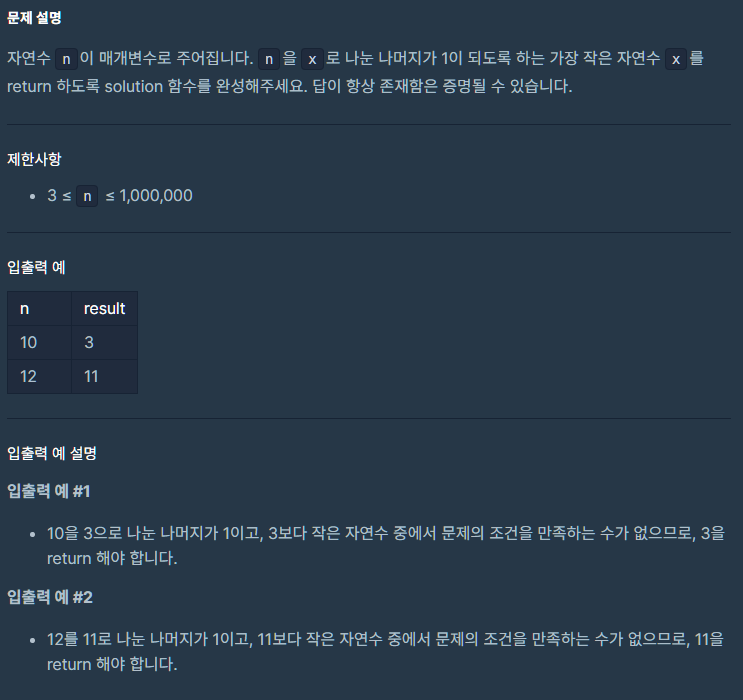 문제 설명
자연수 n이 매개변수로 주어집니다. n을 x로 나눈 나머지가 1이 되도록 하는 가장 작은 자연수 x를
return 하도록 solution 함수를 완성해주세요. 답이 항상 존재함은 증명될 수 있습니다.
제한사항
• 3 ≤ n ≤ 1,000,000
입출력 예
n result
10 3
12 11
입출력 예 설명
입출력 예 #1
• 10을 3으로 나눈 나머지가 1이고, 3보다 작은 자연수 중에서 문제의 조건을 만족하는 수가 없으므로, 3을
return 해야 합니다.
입출력 예 #2
• 12를 11로 나눈 나머지가 1이고, 11보다 작은 자연수 중에서 문제의 조건을 만족하는 수가 없으므로, 11을
return 해야 합니다.